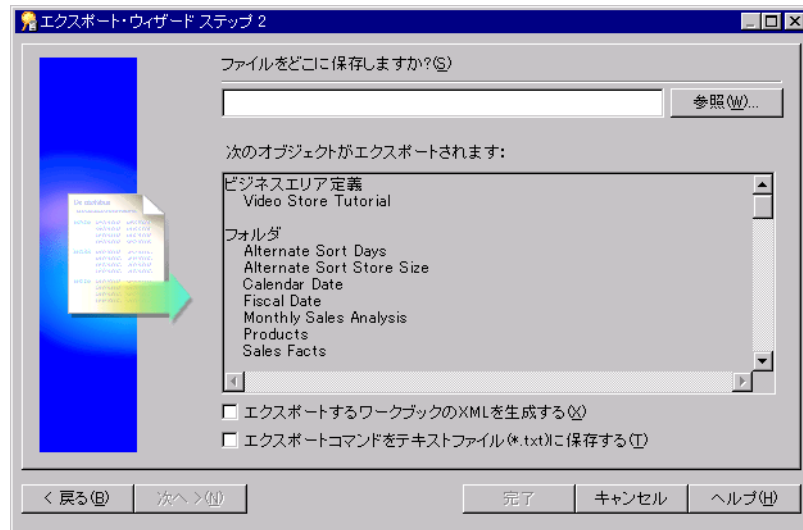 エクスポート・ウィザード ステップ 2
ファイルをどこに保存しますか?(S)
参照(W)...
次のオブジェクトがエクスポートされます:
ビジネスエリア定義
Video Store Tutorial
フォルダ
Alternate Sort Days
Alternate Sort Store Size
Calendar Date
Fiscal Date
Monthly Sales Analysis
Products
Sales Facts
エクスポートするワークブックのXMLを生成する(X)
エクスポートコマンドをテキストファイル(*.txt)に保存する(T)
< 戻る(B)
次へ >(N)
完了
キャンセル
ヘルプ(H)